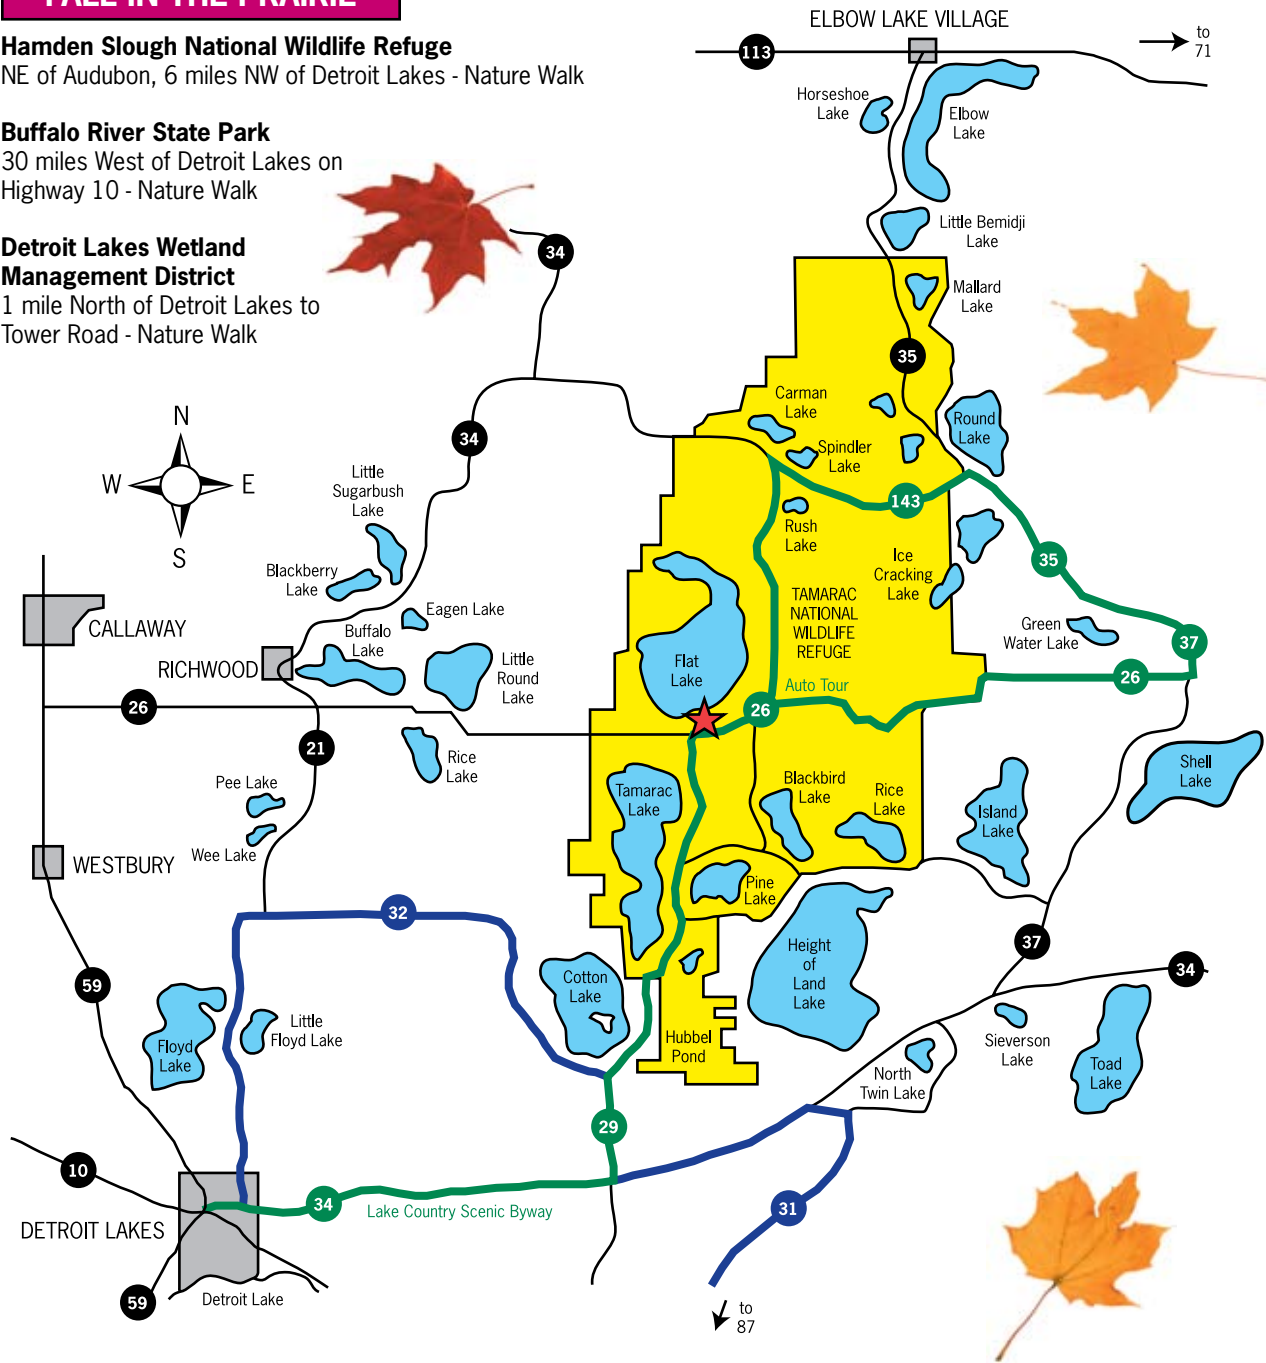 FALL IN THE PRAIRIE
Hamden Slough National Wildlife Refuge
NE of Audubon, 6 miles NW of Detroit Lakes - Nature Walk
Buffalo River State Park
30 miles West of Detroit Lakes on
Highway 10 - Nature Walk
Detroit Lakes Wetland
Management District
1 mile North of Detroit Lakes to
Tower Road - Nature Walk
ELBOW LAKE VILLAGE
113
to
71
Horseshoe
Lake
Elbow
Lake
Little Bemidji
Lake
34
Mallard
Lake
35
N
W
E
S
34
Carman
Lake
Round
Lake
Spindler
Lake
Little
Sugarbush
Lake
143
Rush
Lake
Ice
Cracking
Lake
35
Blackberry
Lake
Eagen Lake
TAMARAC
NATIONAL
WILDLIFE
REFUGE
CALLAWAY
Buffalo
Lake
Green
Water Lake
37
RICHWOOD
Little
Round
Lake
Flat
Lake
Auto Tour
26
26
26
21
Rice
Lake
Shell
Lake
Pee Lake
Tamarac
Lake
Blackbird
Lake
Rice
Lake
Island
Lake
Wee Lake
WESTBURY
Pine
Lake
32
37
Height
of
Land
Lake
34
59
Cotton
Lake
Little
Floyd Lake
Floyd
Lake
Hubbel
Pond
Sieverson
Lake
North
Twin Lake
Toad
Lake
29
10
34
Lake Country Scenic Byway
31
DETROIT LAKES
59
Detroit Lake
to
87